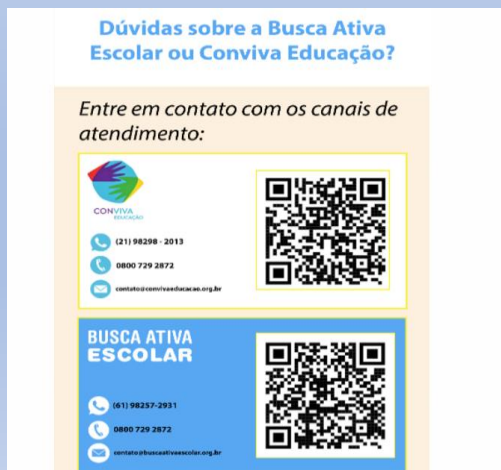 Dúvidas sobre a Busca Ativa
Escolar ou Conviva Educação?
Entre em contato com os canais de
atendimento:
CONVIVA
EDUCAÇÃO
(21) 98298 - 2013
0800 729 2872
contato@convivaeducacao.org.br
BUSCA ATIVA
ESCOLAR
(61) 98257-2931
0800 729 2872
contato@buscaativaescolar.org.br